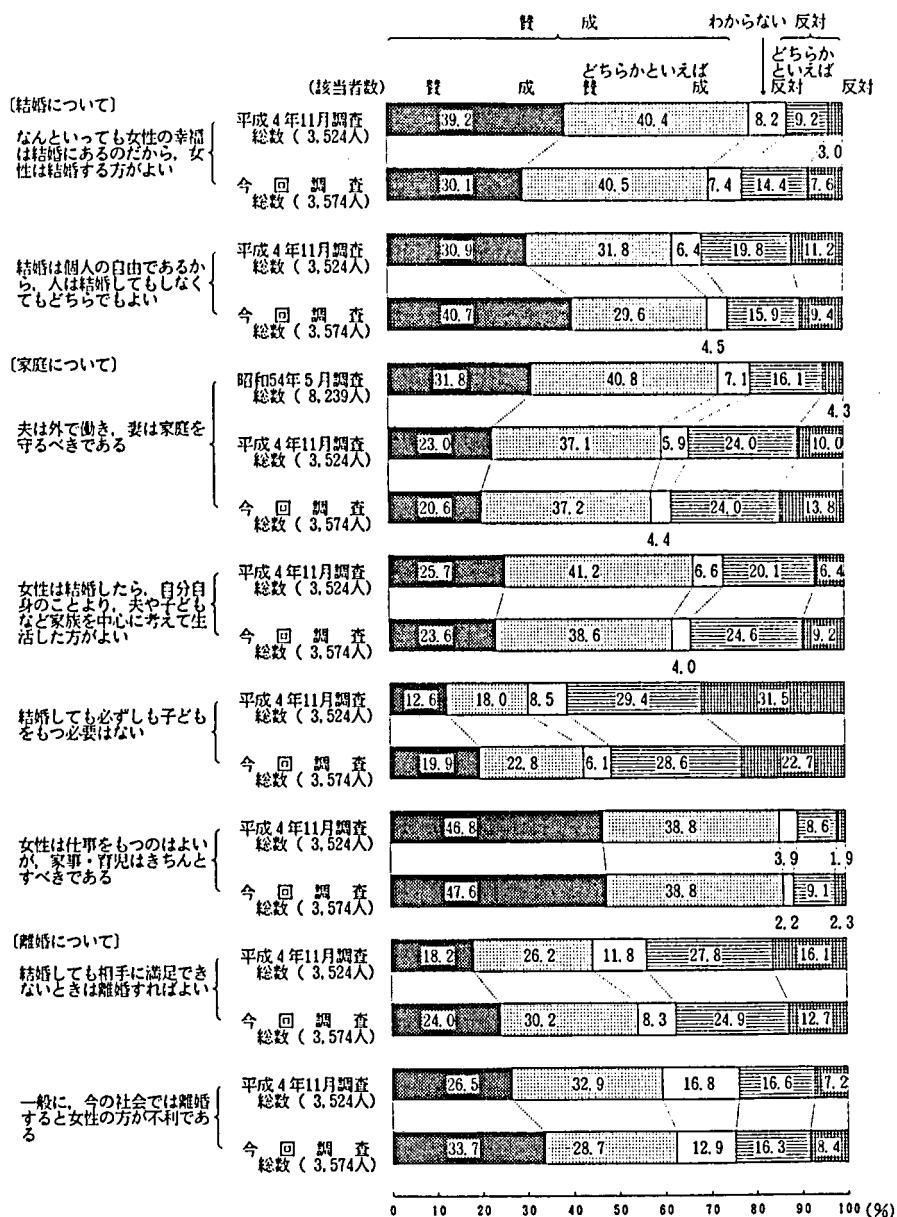 賛 成 わからない 反対
どちらかといえば どちらか
といえば
(該当者数) 賛 成 賛 成 反対 反対
〔結婚について〕
なんといっても女性の幸福
は結婚にあるのだから，女
性は結婚する方がよい
平成4年11月調査
総数 ( 3,524人)
39.2 40.4 8.2 9.2
3.0
今回調査
総数 ( 3,574人)
30.1 40.5 7.4 14.4 7.6
結婚は個人の自由であるか
ら，人は結婚してもしなく
てもどちらでもよい
平成4年11月調査
総数 ( 3,524人)
30.9 31.8 6.4 19.8 11.2
今回調査
総数 ( 3,574人)
40.7 29.6 15.9 9.4
4.5
〔家庭について〕
夫は外で働き，妻は家庭を
守るべきである
昭和54年5月調査
総数 (8,239人)
31.8 40.8 7.1 16.1
4.3
平成4年11月調査
総数 ( 3,524人)
23.0 37.1 5.9 24.0 10.0
今回調査
総数 ( 3,574人)
20.6 37.2 24.0 13.8
4.4
女性は結婚したら，自分自
身のことより，夫や子ども
など家族を中心に考えて生
活した方がよい
平成4年11月調査
総数 ( 3,524人)
25.7 41.2 6.6 20.1 6.4
今回調査
総数 ( 3,574人)
23.6 38.6 24.6 9.2
4.0
結婚しても必ずしも子ども
をもつ必要はない
平成4年11月調査
総数 ( 3,524人)
12.6 18.0 8.5 29.4 31.5
今回調査
総数 ( 3,574人)
19.9 22.8 6.1 28.6 22.7
女性は仕事をもつのはよい
が，家事・育児はきちんと
すべきである
平成4年11月調査
総数 ( 3,524人)
46.8 38.8 8.6
3.9 1.9
今回調査
総数 ( 3,574人)
47.6 38.8 9.1
2.2 2.3
〔離婚について〕
結婚しても相手に満足でき
ないときは離婚すればよい
平成4年11月調査
総数 ( 3,524人)
18.2 26.2 11.8 27.8 16.1
今回調査
総数 ( 3,574人)
24.0 30.2 8.3 24.9 12.7
一般に，今の社会では離婚
すると女性の方が不利であ
る
平成4年11月調査
総数 ( 3,524人)
26.5 32.9 16.8 16.6 7.2
今回調査
総数 ( 3,574人)
33.7 28.7 12.9 16.3 8.4
0 10 20 30 40 50 60 70 80 90 100 (%)